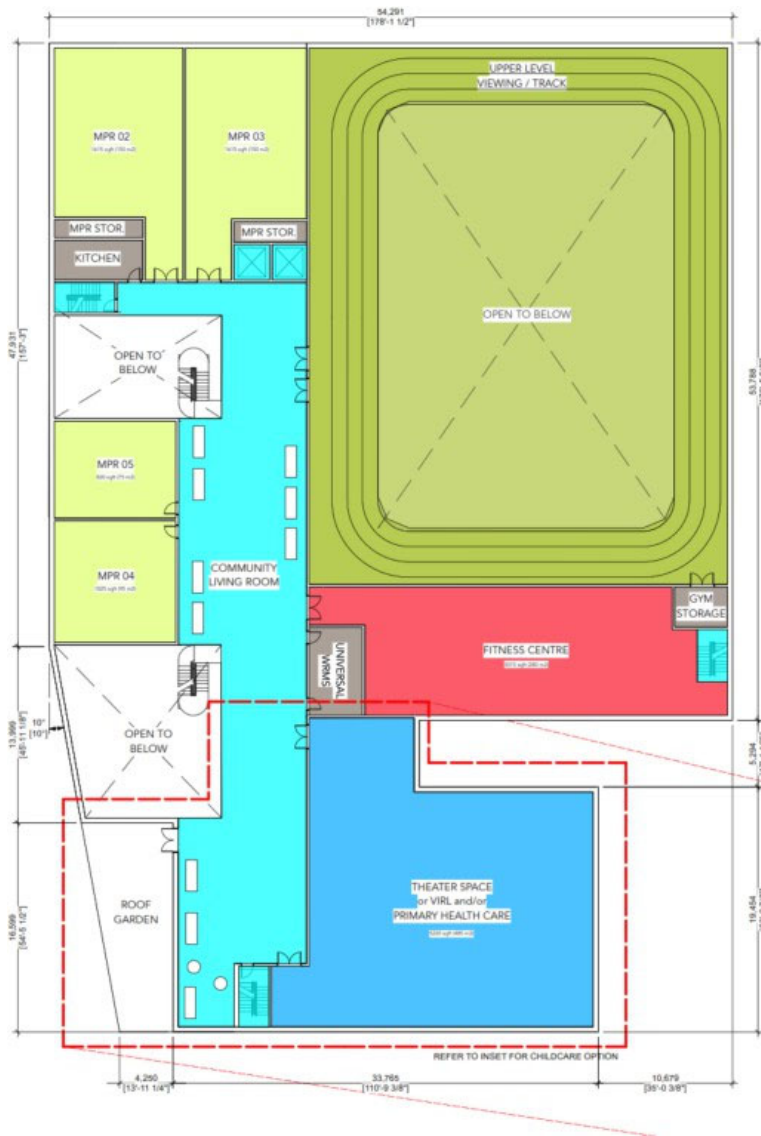 54,291
[178'-1 1/2"]
UPPER LEVEL
VIEWING / TRACK
MPR 02
MPR 03
MPR STOR.
MPR STOR.
KITCHEN
47,931
[157'-3"]
OPEN TO
BELOW
OPEN TO BELOW
53,788
MPR 05
MPR 04
COMMUNITY
LIVING ROOM
GYM
STORAGE
FITNESS CENTRE
UNIVERSAL
WRMS
13,999
[45'-11 1/8"]
10°
[10°]
OPEN TO
BELOW
5,294
ROOF
GARDEN
THEATER SPACE
or VIRL and/or
PRIMARY HEALTH CARE
16,599
[54'-5 1/2"]
19,454
REFER TO INSET FOR CHILDCARE OPTION
4,250
[13'-11 1/4"]
33,765
[110'-9 3/8"]
10,679
[35'-0 3/8"]